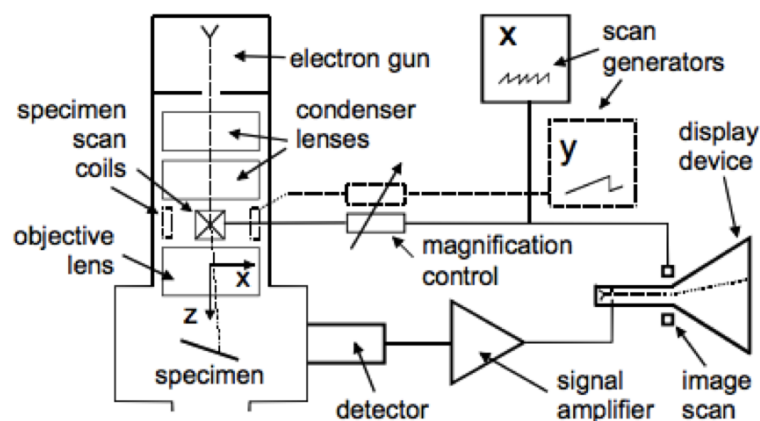 electron gun
specimen
scan
coils
condenser
lenses
objective
lens
x
z
specimen
detector
signal
amplifier
magnification
control
x
scan
generators
y
display
device
image
scan